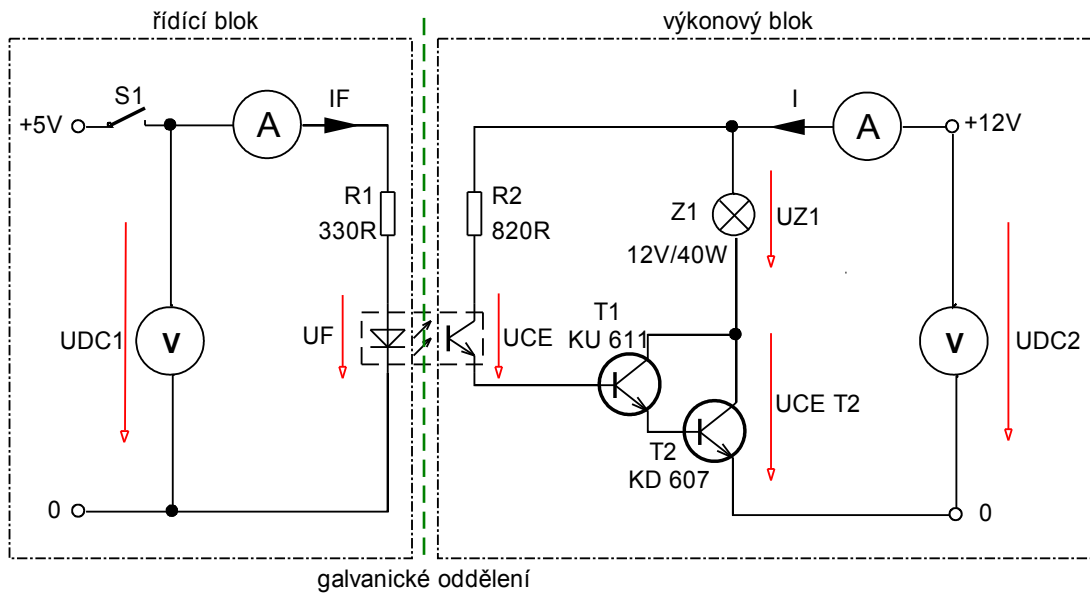 řídící blok
výkonový blok
S1
IF
I
+5V
A
A
+12V
R1
330R
R2
820R
Z1
12V/40W
UZ1
UDC1
V
UF
UCE
T1
KU 611
V
UDC2
UCE T2
T2
KD 607
0
0
galvanické oddělení